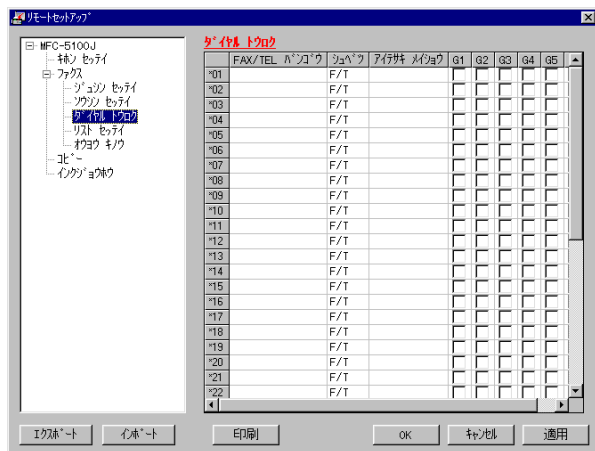 リモートセットアップ
MFC-5100J
キホン セッテイ
ファクス
ジュシン セッテイ
ソウシン セッテイ
ダイヤル トウロク
リスト セッテイ
オウヨウ キノウ
コピー
インクジョウホウ
ダイヤル トウロク
FAX/TEL バンゴウ シュベツ アイテサキ メイショウ G1 G2 G3 G4 G5
*01 F/T
*02 F/T
*03 F/T
*04 F/T
*05 F/T
*06 F/T
*07 F/T
*08 F/T
*09 F/T
*10 F/T
*11 F/T
*12 F/T
*13 F/T
*14 F/T
*15 F/T
*16 F/T
*17 F/T
*18 F/T
*19 F/T
*20 F/T
*21 F/T
*22 F/T
エクスポート インポート 印刷 OK キャンセル 適用